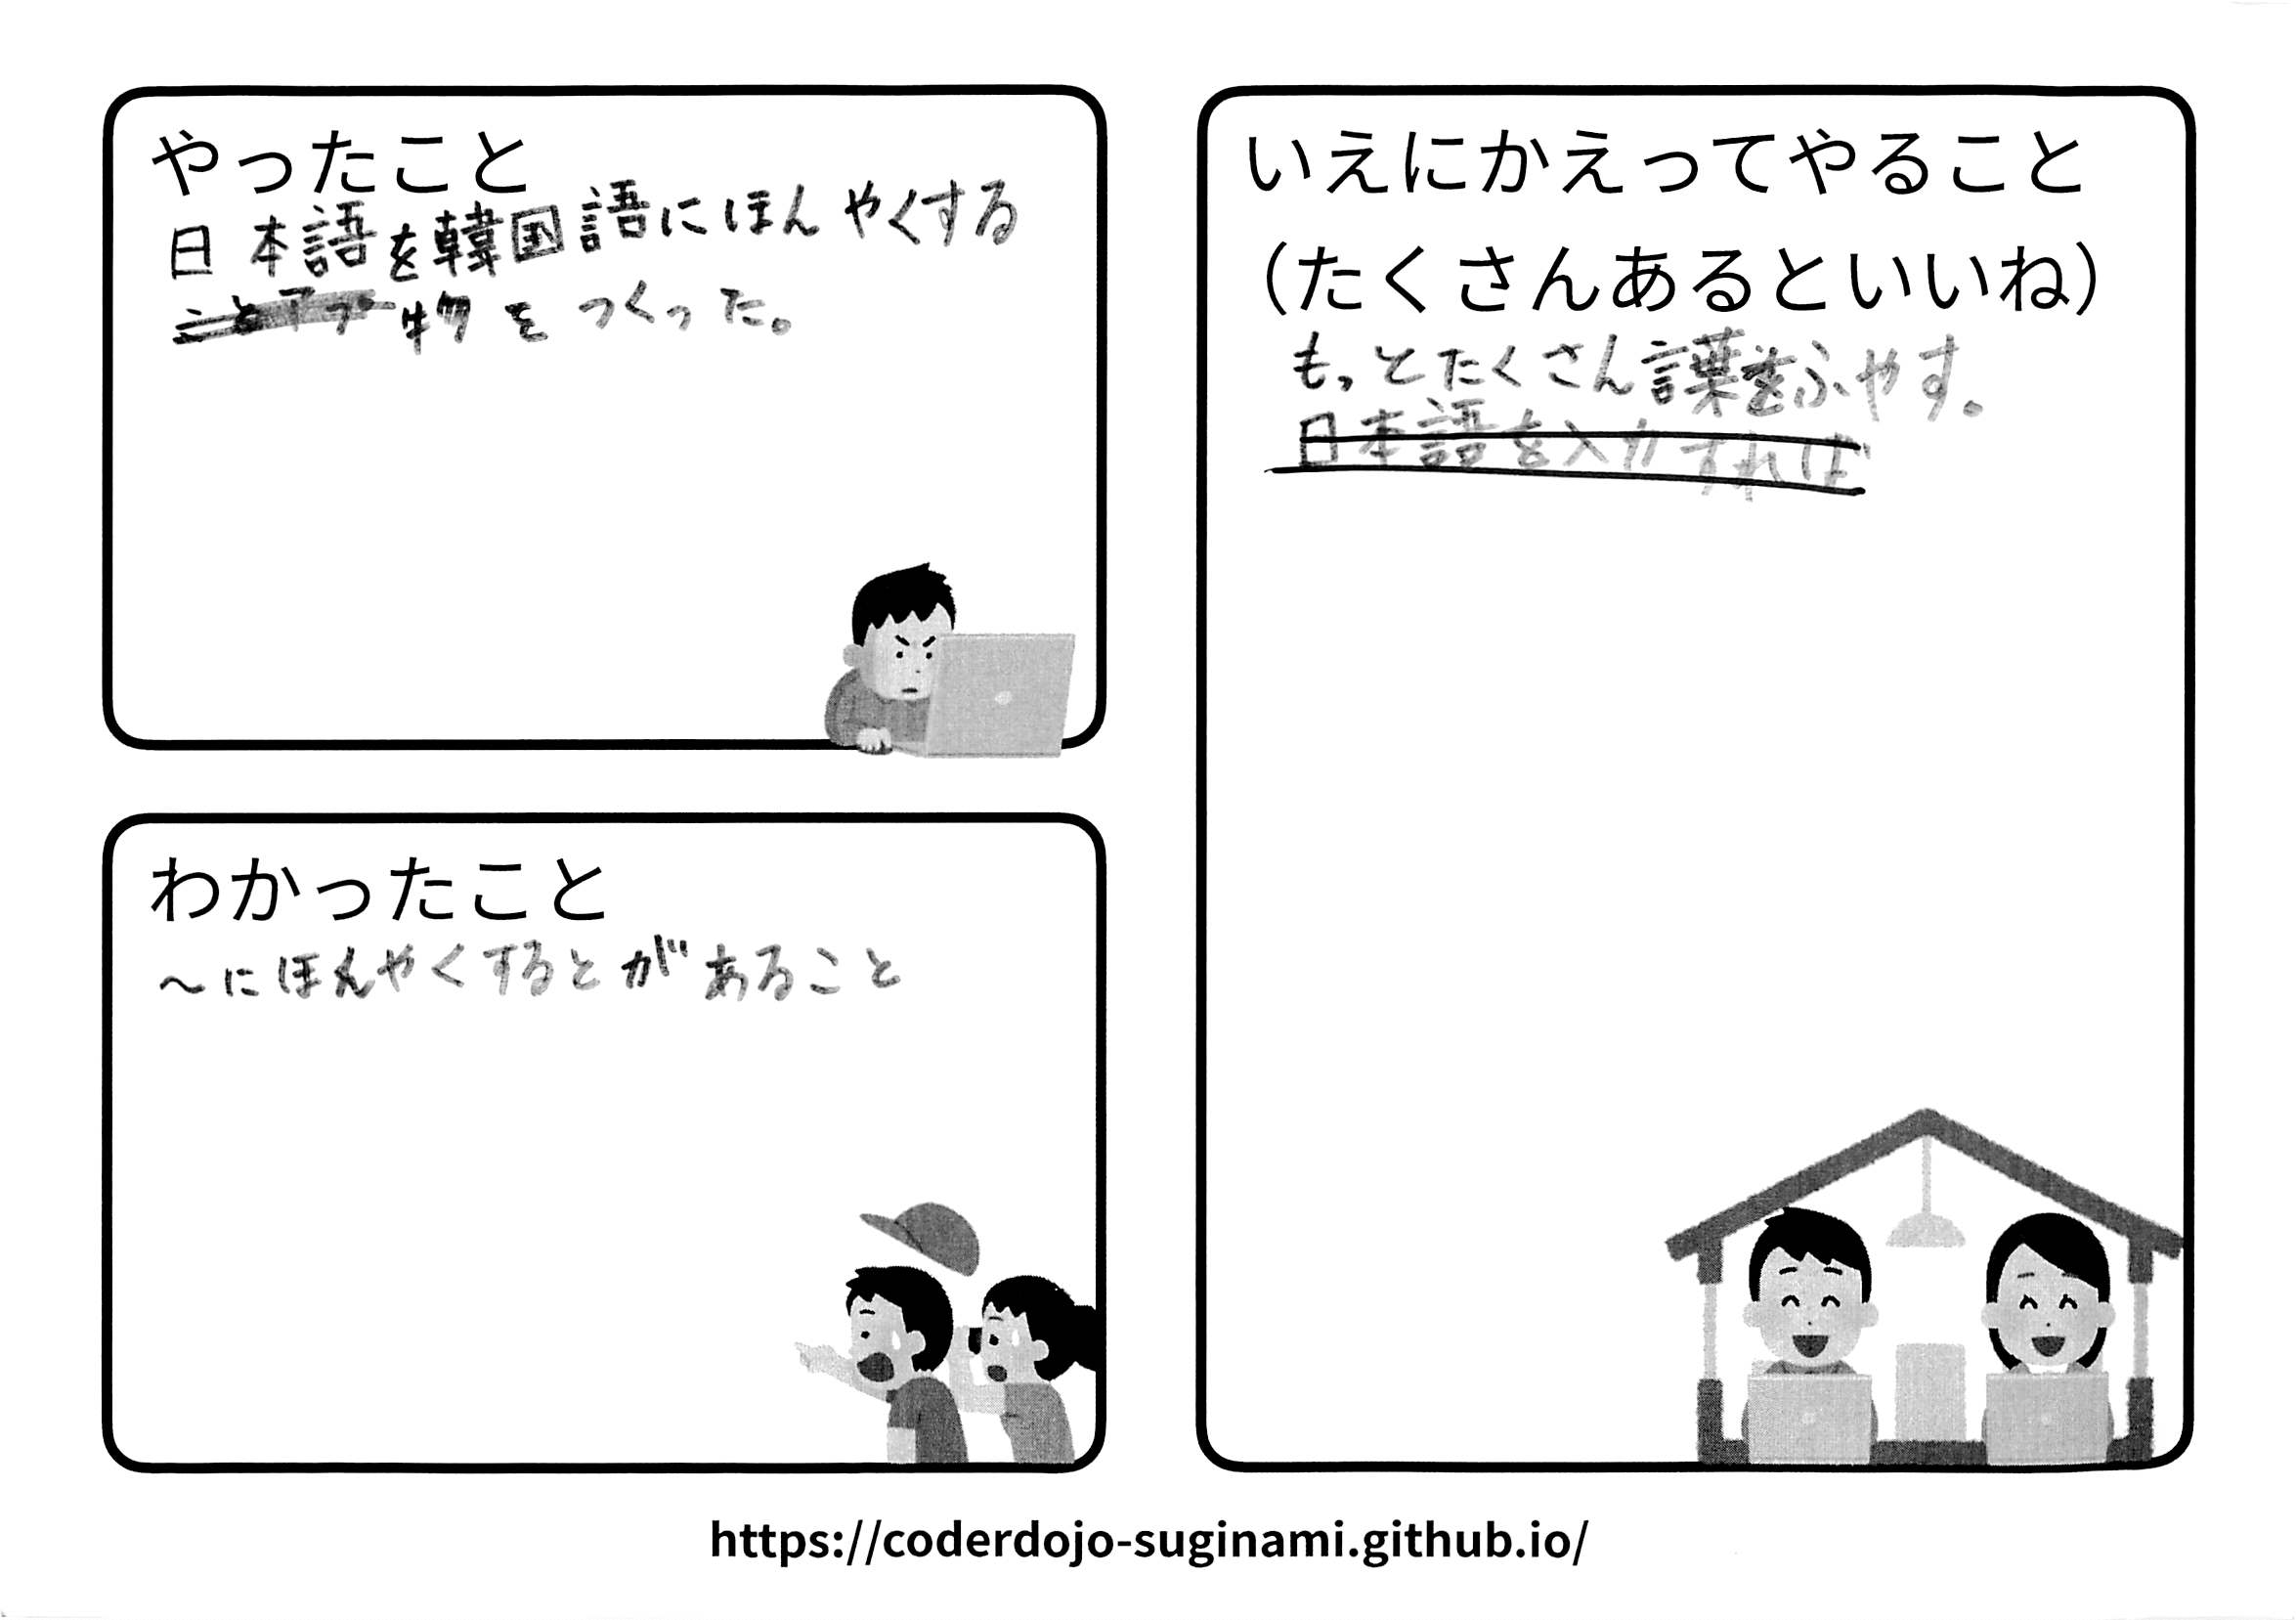 やったこと
日本語を韓国語にほんやくする
物をつくった。
わかったこと
～にほんやくするとがあること
いえにかえってやること
（たくさんあるといいね）
もっとたくさん言葉をふやす。
日本語を入力すれば
https://coderdojo-suginami.github.io/